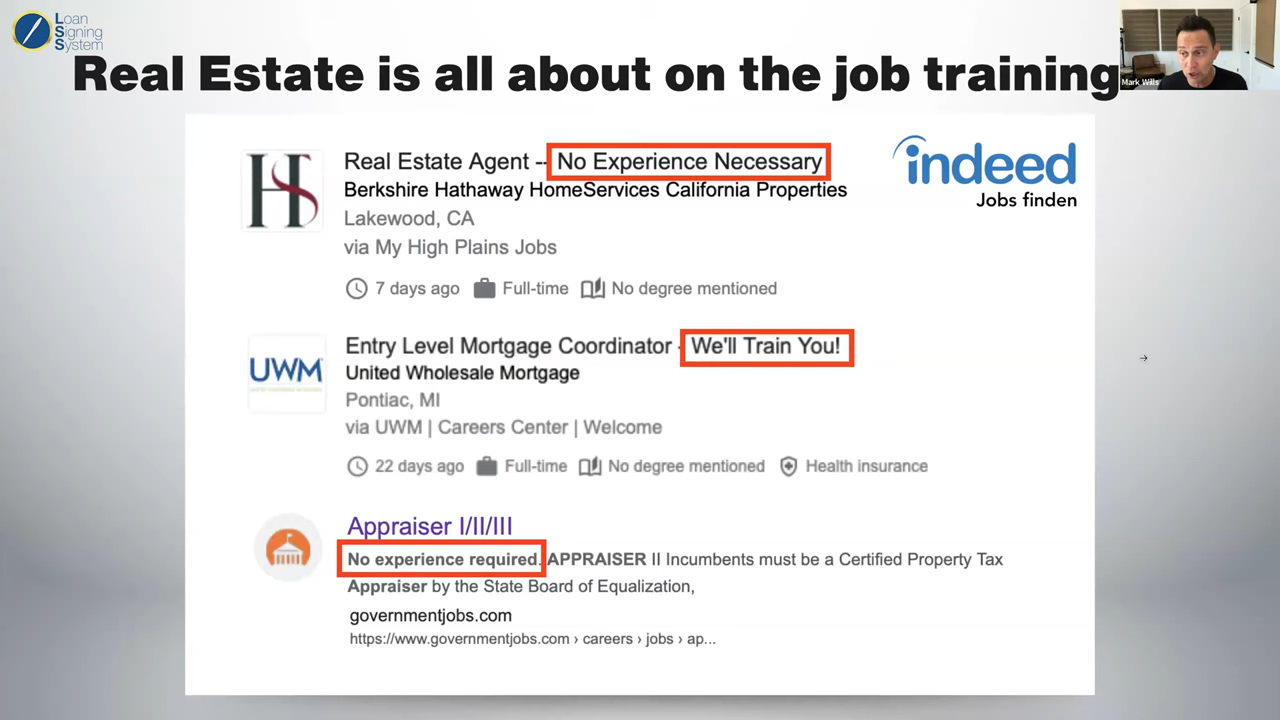 Loan
Signing
System
Real Estate is all about on the job training
Mark Wills
HS
Real Estate Agent -- No Experience Necessary
Berkshire Hathaway HomeServices California Properties
Lakewood, CA
via My High Plains Jobs
7 days ago Full-time No degree mentioned
indeed
Jobs finden
UWM
Entry Level Mortgage Coordinator - We'll Train You!
United Wholesale Mortgage
Pontiac, MI
via UWM | Careers Center | Welcome
22 days ago Full-time No degree mentioned Health insurance
Appraiser I/II/III
No experience required. APPRAISER II Incumbents must be a Certified Property Tax
Appraiser by the State Board of Equalization,
governmentjobs.com
https://www.governmentjobs.com › careers › jobs › ap...